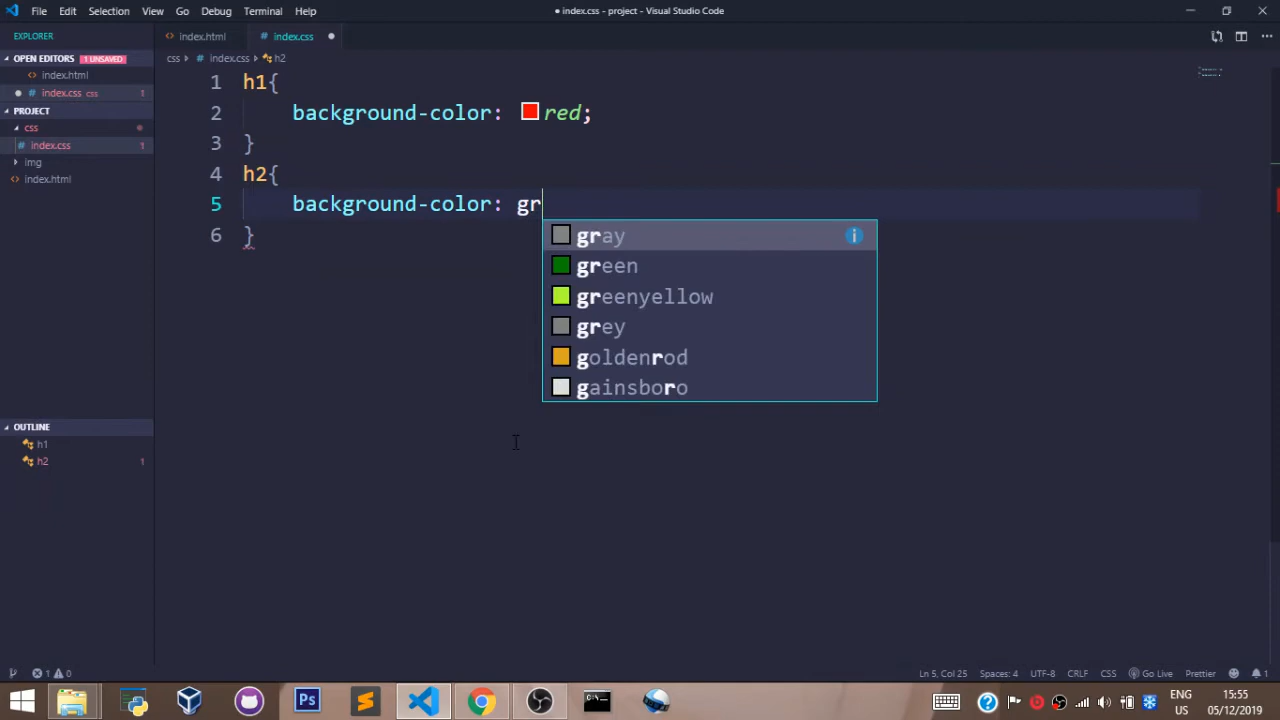 File Edit Selection View Go Debug Terminal Help
● index.css - project - Visual Studio Code
EXPLORER
index.html
index.css
OPEN EDITORS 1 UNSAVED
index.html
index.css css 1
PROJECT
css
index.css 1
img
index.html
css index.css h2
1 h1{
2 background-color: red;
3 }
4 h2{
5 background-color: gr
6 }
gray
green
greenyellow
grey
goldenrod
gainsboro
OUTLINE
h1
h2 1
1 0
Ln 5, Col 25 Spaces: 4 UTF-8 CRLF CSS Go Live Prettier 1
Ps
ENG
US
15:55
05/12/2019